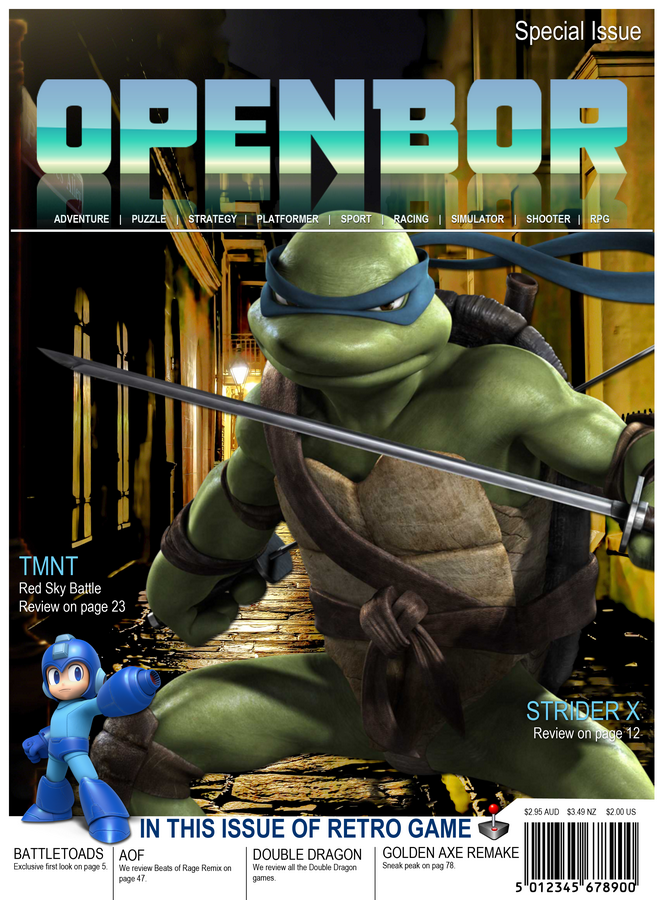 Special Issue
OPENBOR
ADVENTURE | PUZZLE | STRATEGY | PLATFORMER | SPORT | RACING | SIMULATOR | SHOOTER | RPG
TMNT
Red Sky Battle
Review on page 23
STRIDER X
Review on page 12
$2.95 AUD $3.49 NZ $2.00 US
IN THIS ISSUE OF RETRO GAME
BATTLETOADS
Exclusive first look on page 5.
AOF
We review Beats of Rage Remix on
page 47.
DOUBLE DRAGON
We review all the Double Dragon
games.
GOLDEN AXE REMAKE
Sneak peak on pag 78.
5 012345 678900